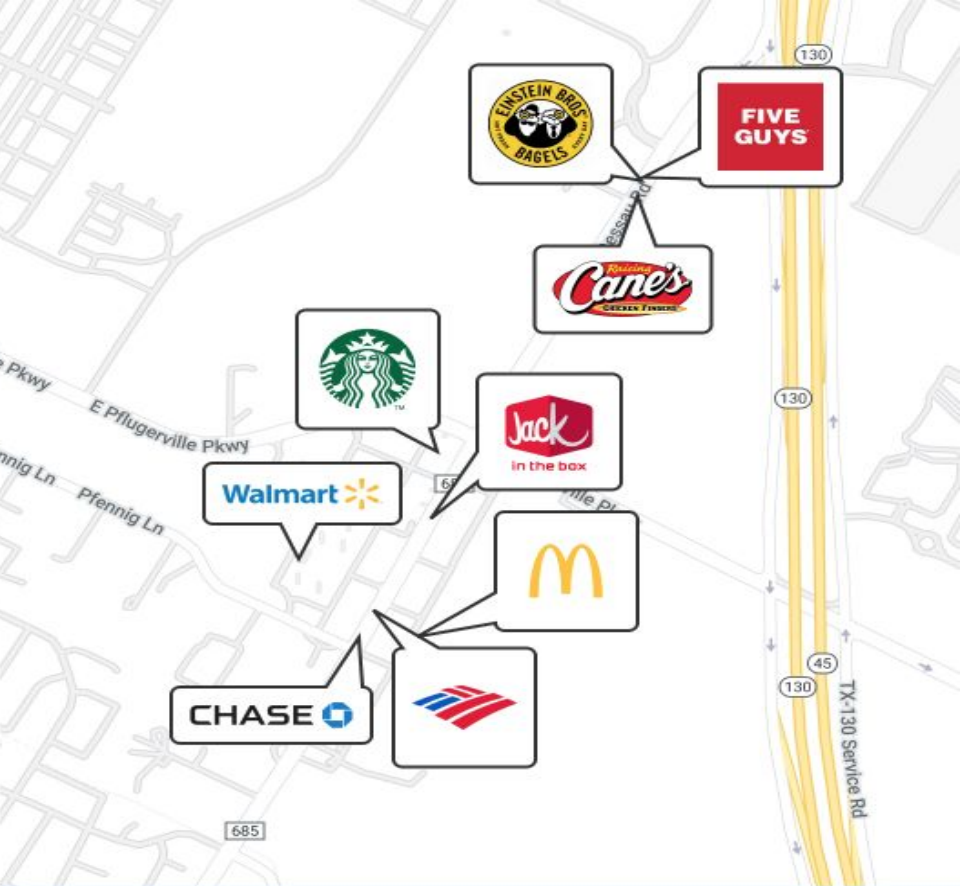 130
EINSTEIN BROS
BAGELS
FIVE
GUYS
Raising
Cane's
CHICKEN FINGERS
TM
Jack
in the box
130
Pkwy
E Pflugerville Pkwy
Walmart
Ln
Pfennig Ln
CHASE
45
130
TX-130 Service Rd
685